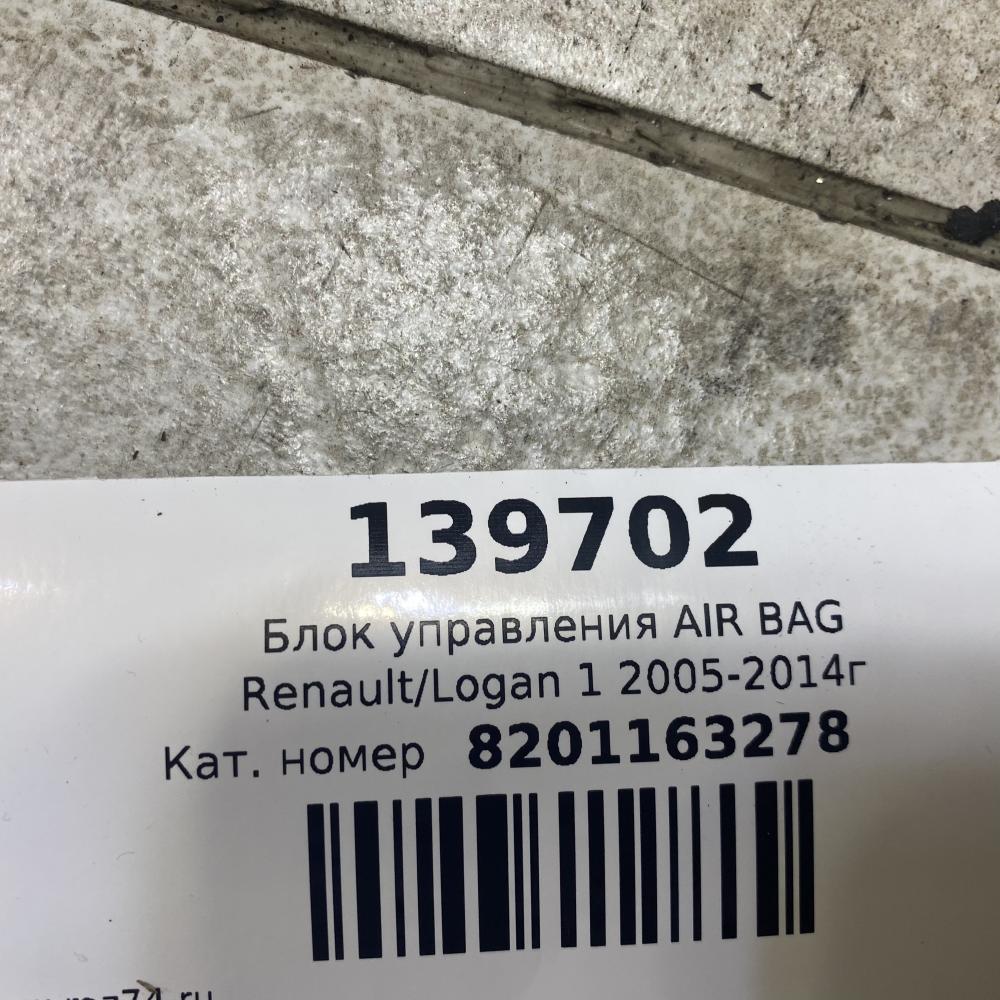 139702
Блок управления AIR BAG
Renault/Logan 1 2005-2014г
Кат. номер 8201163278